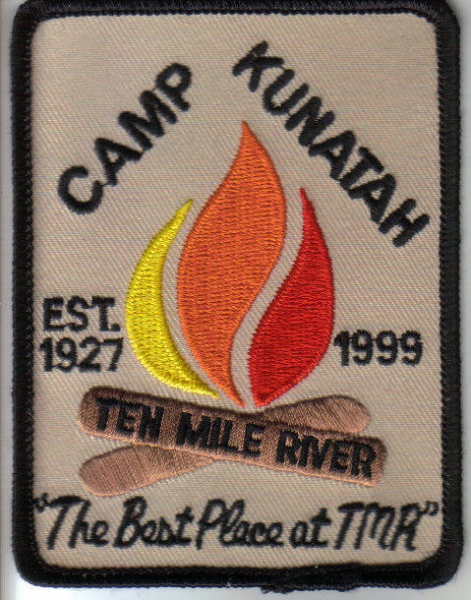 CAMP KUNATAH
EST.
1927
1999
TEN MILE RIVER
"The Best Place at TMR"